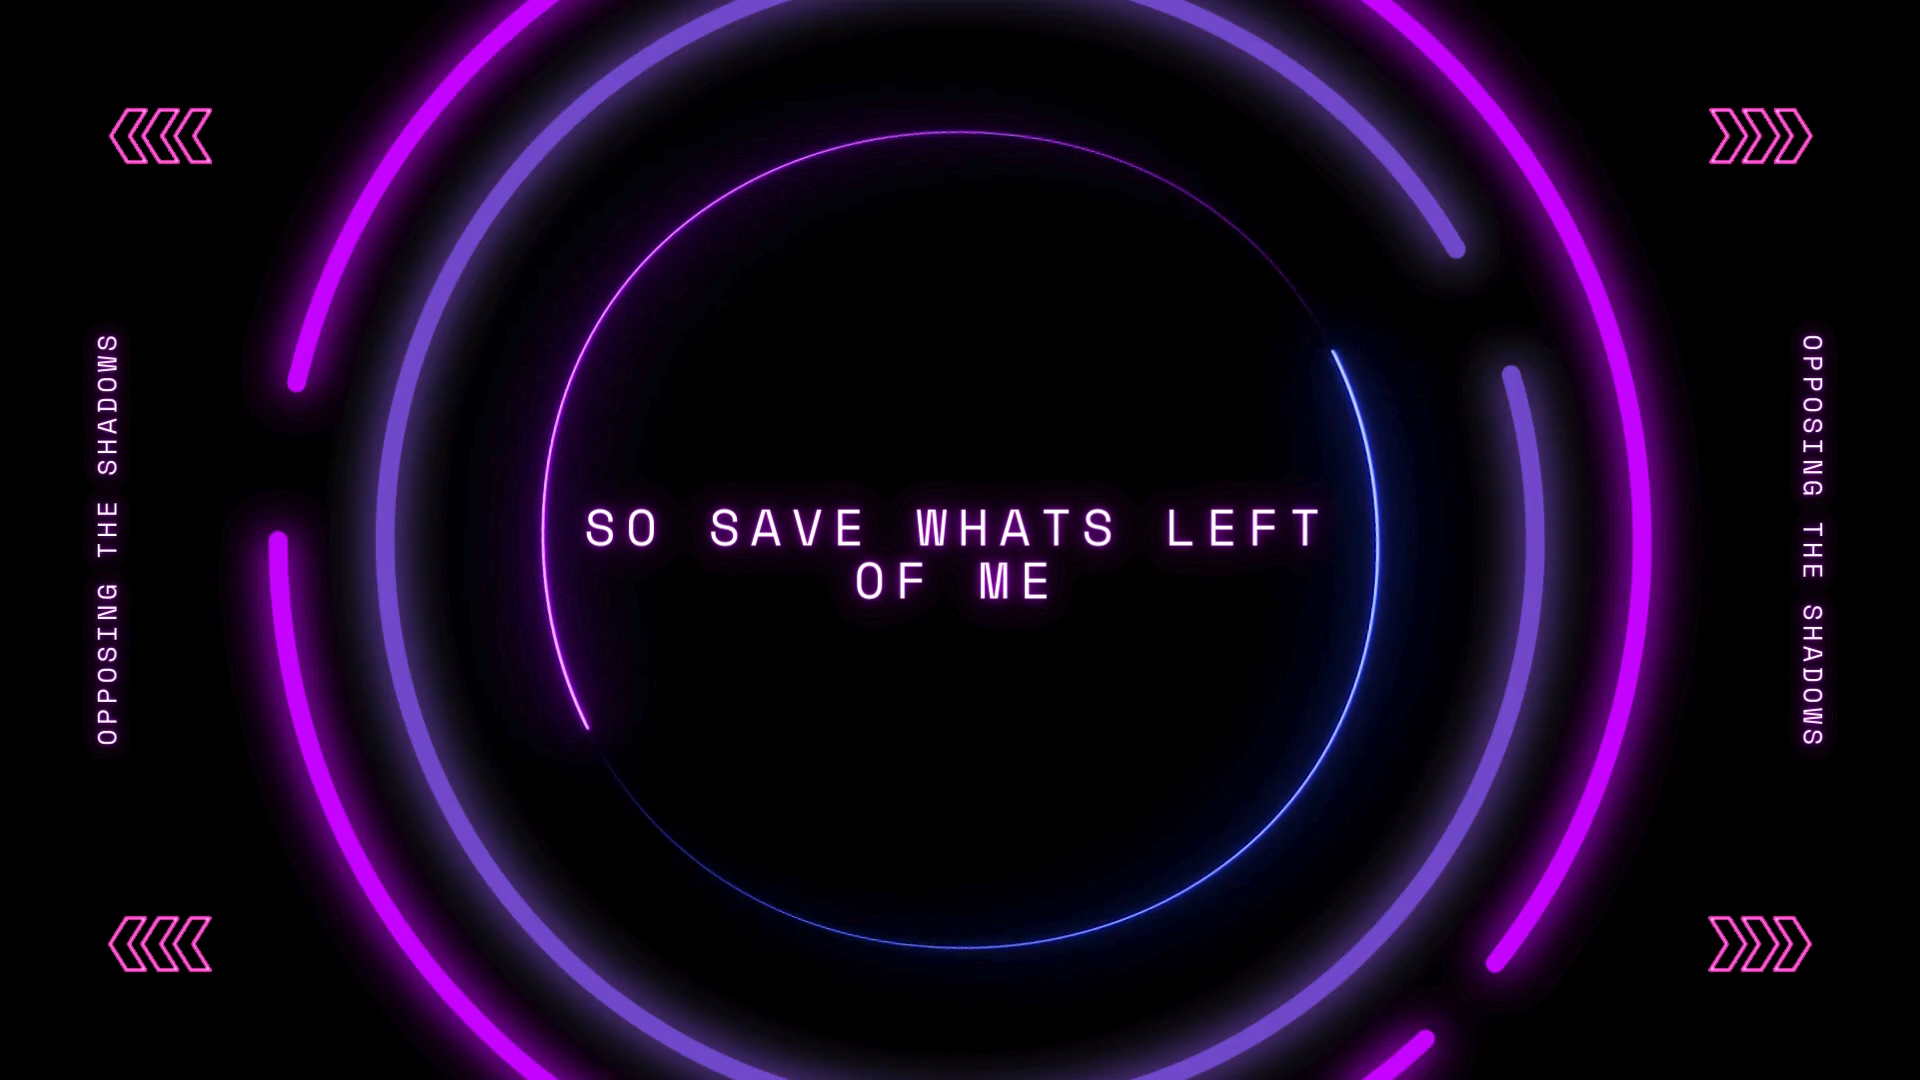 OPPOSING THE SHADOWS
SO SAVE WHATS LEFT
OF ME
OPPOSING THE SHADOWS